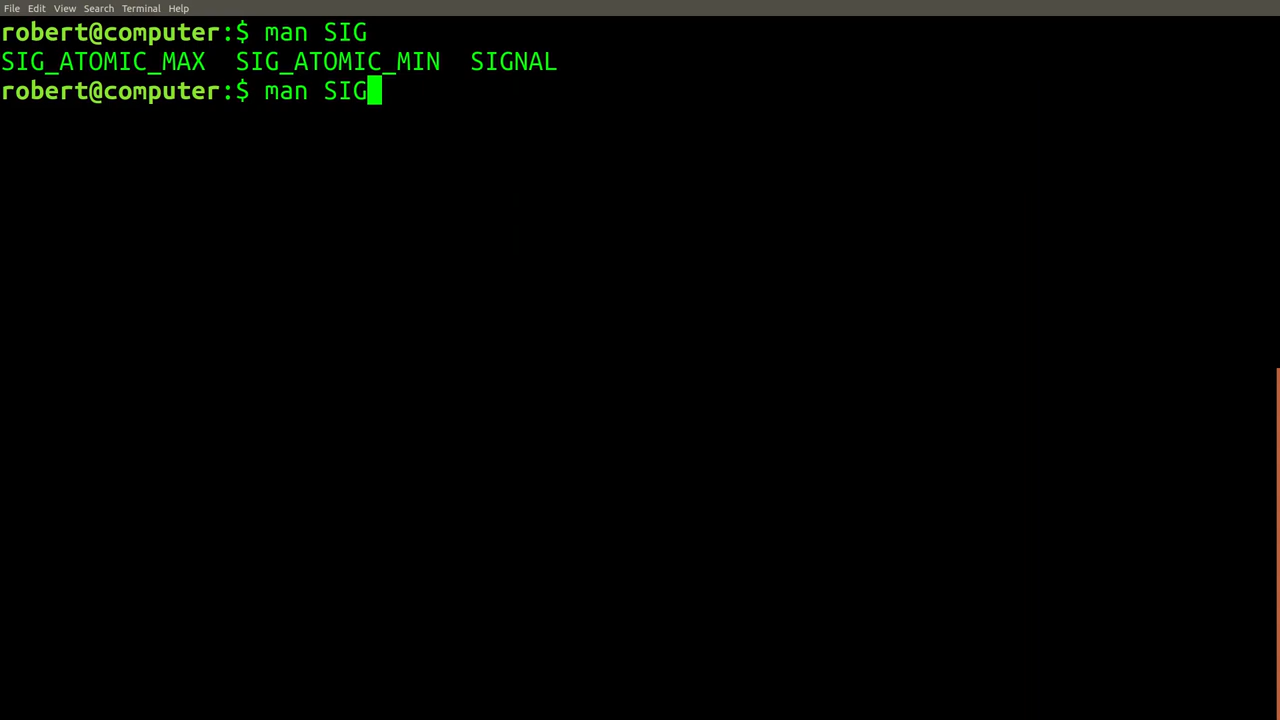 File Edit View Search Terminal Help
robert@computer:$ man SIG
SIG_ATOMIC_MAX  SIG_ATOMIC_MIN  SIGNAL
robert@computer:$ man SIG